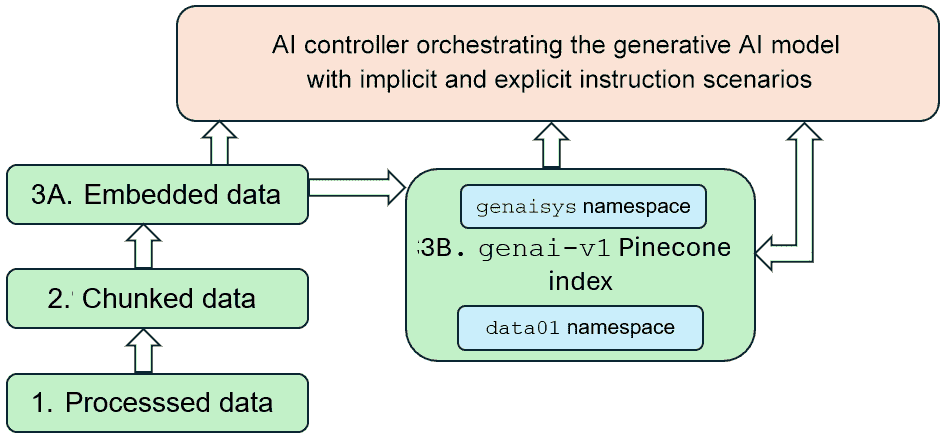 AI controller orchestrating the generative AI model
with implicit and explicit instruction scenarios
3A. Embedded data
genaisys namespace
3B. genai-v1 Pinecone
index
2. Chunked data
data01 namespace
1. Processsed data